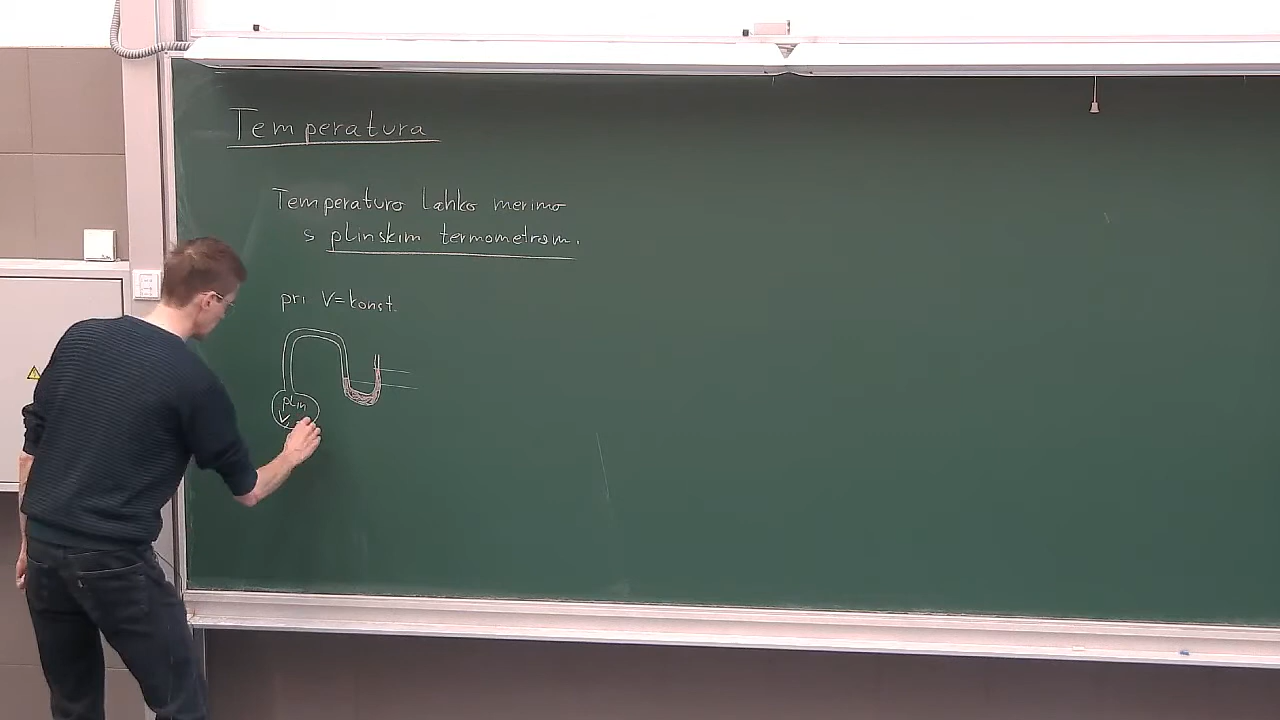 Temperatura
Temperaturo lahko merimo
s plinskim termometrom.
pri V=konst.
plin
V